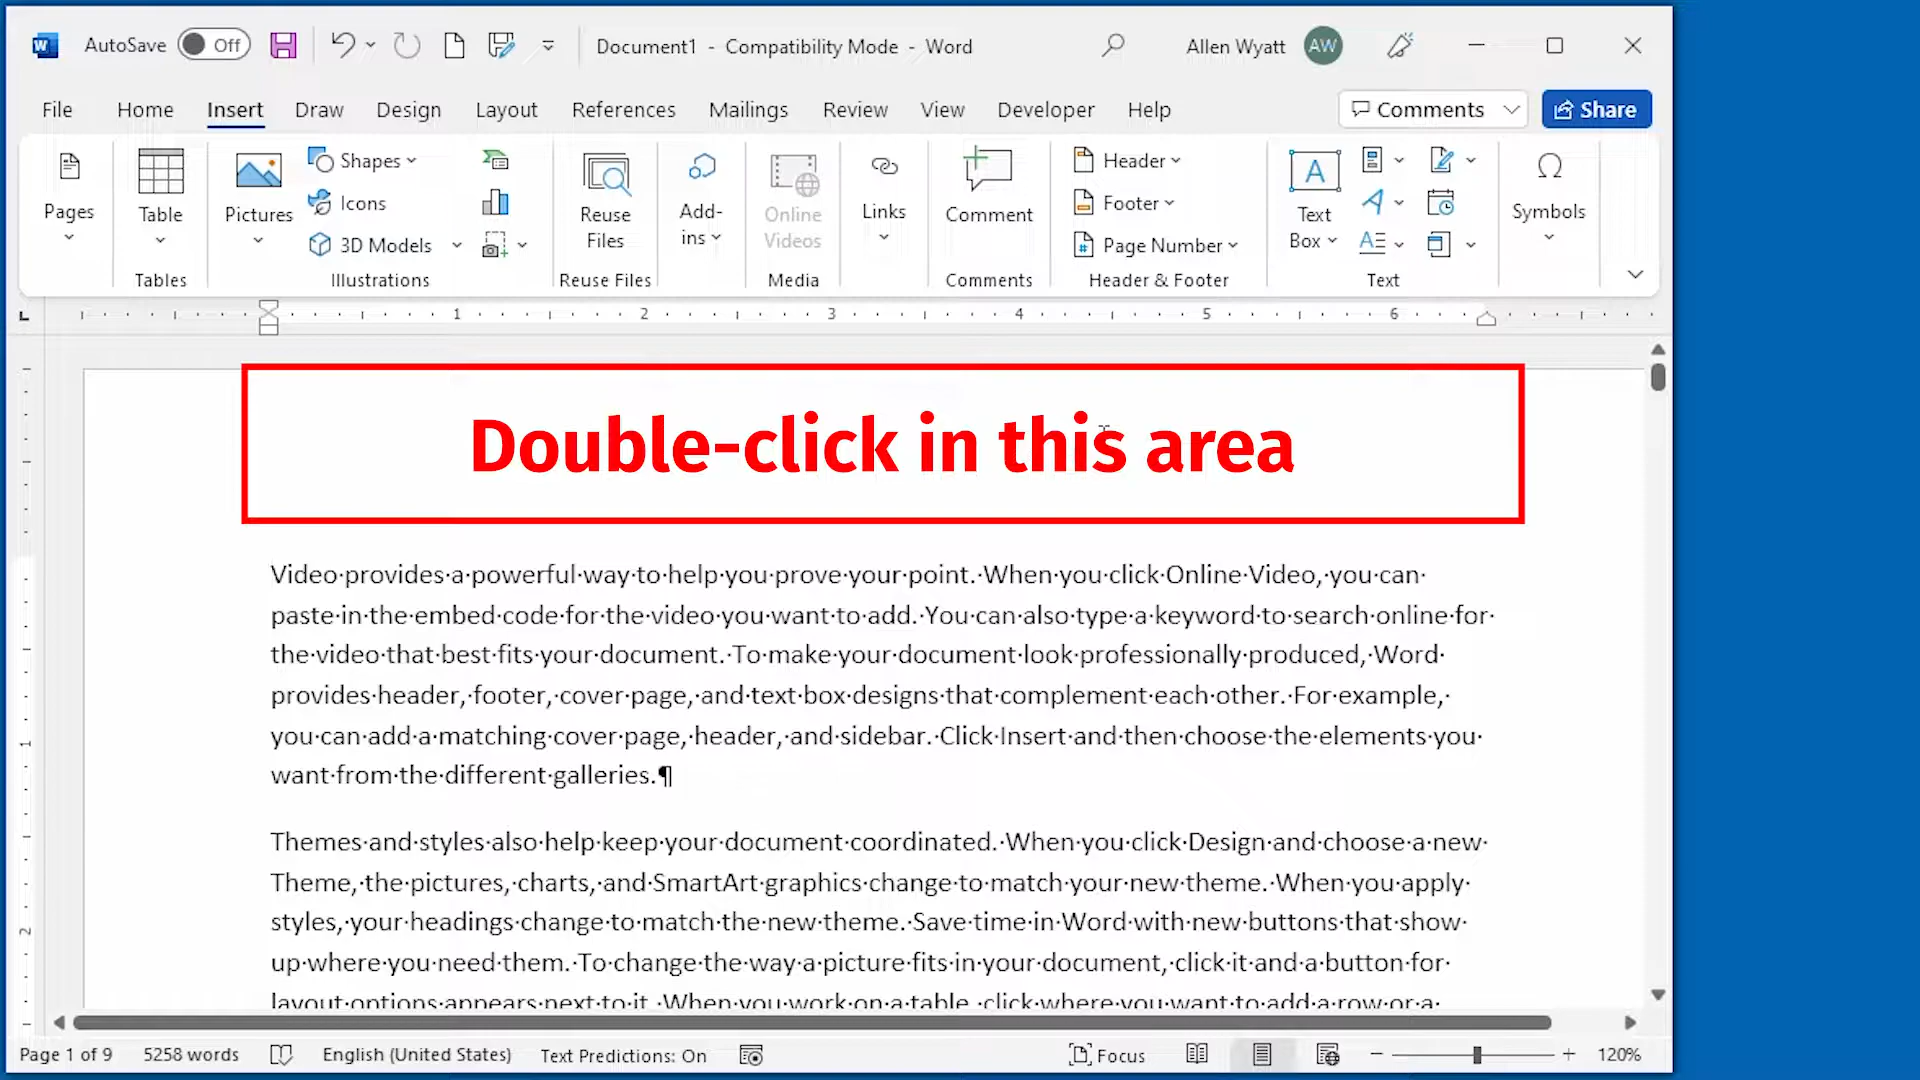 AutoSave Off Document1 - Compatibility Mode - Word Allen Wyatt AW
File Home Insert Draw Design Layout References Mailings Review View Developer Help Comments Share
Pages
Table
Tables
Pictures
Shapes
Icons
3D Models
Illustrations
Reuse
Files
Reuse Files
Add-
ins
Online
Videos
Media
Links
Comment
Comments
Header
Footer
Page Number
Header & Footer
Text
Box
Text
Symbols
1 2 3 4 5 6
Double-click in this area
Video·provides·a·powerful·way·to·help·you·prove·your·point.·When·you·click·Online·Video,·you·can·
paste·in·the·embed·code·for·the·video·you·want·to·add.·You·can·also·type·a·keyword·to·search·online·for·
the·video·that·best·fits·your·document.·To·make·your·document·look·professionally·produced,·Word·
provides·header,·footer,·cover·page,·and·text·box·designs·that·complement·each·other.·For·example,·
you·can·add·a·matching·cover·page,·header,·and·sidebar.·Click·Insert·and·then·choose·the·elements·you·
want·from·the·different·galleries.¶
Themes·and·styles·also·help·keep·your·document·coordinated.·When·you·click·Design·and·choose·a·new·
Theme,·the·pictures,·charts,·and·SmartArt·graphics·change·to·match·your·new·theme.·When·you·apply·
styles,·your·headings·change·to·match·the·new·theme.·Save·time·in·Word·with·new·buttons·that·show·
up·where·you·need·them.·To·change·the·way·a·picture·fits·in·your·document,·click·it·and·a·button·for·
layout·options·appears·next·to·it.·When·you·work·on·a·table,·click·where·you·want·to·add·a·row·or·a·
1
2
Page 1 of 9 5258 words English (United States) Text Predictions: On Focus 120%